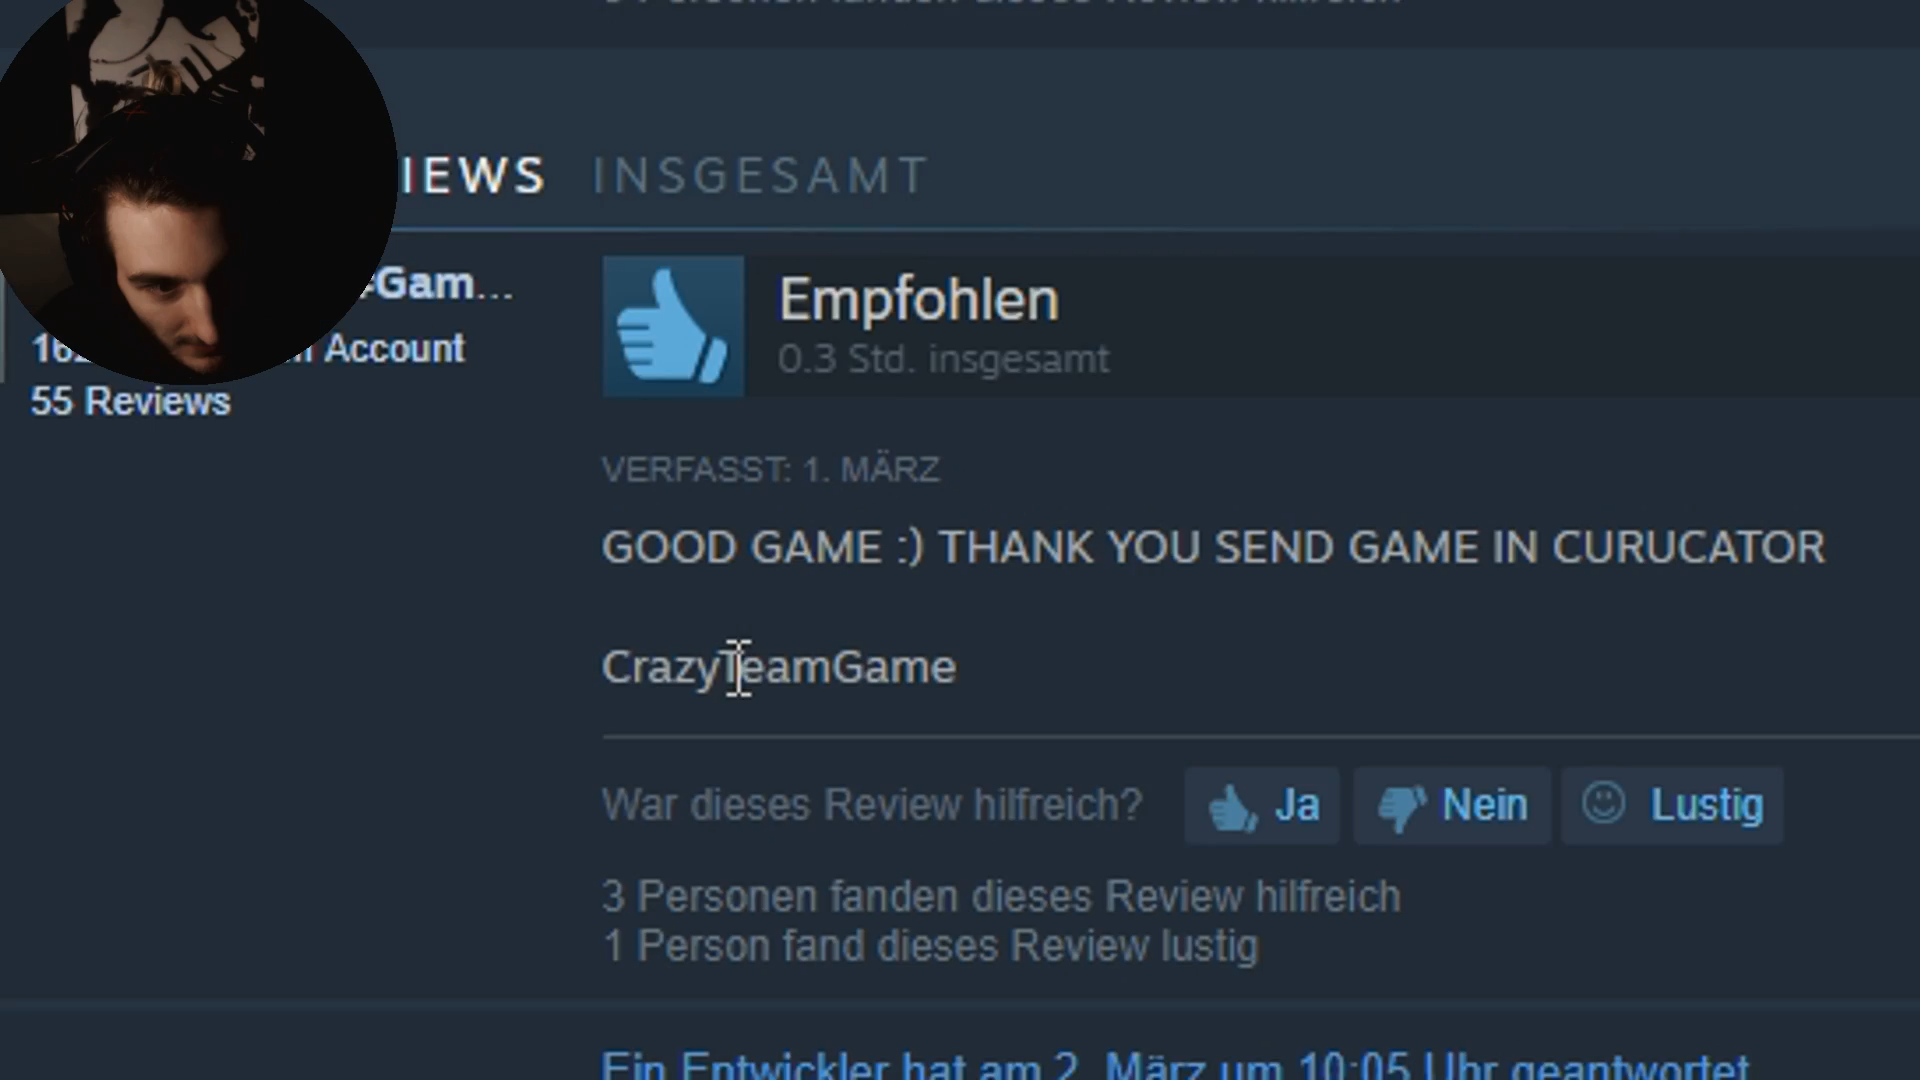 IEWS INSGESAMT
Gam...
Account
55 Reviews
Empfohlen
0.3 Std. insgesamt
VERFASST: 1. MÄRZ
GOOD GAME :) THANK YOU SEND GAME IN CURUCATOR
CrazyTeamGame
War dieses Review hilfreich? Ja Nein Lustig
3 Personen fanden dieses Review hilfreich
1 Person fand dieses Review lustig
Ein Entwickler hat am 2. März um 10:05 Uhr geantwortet